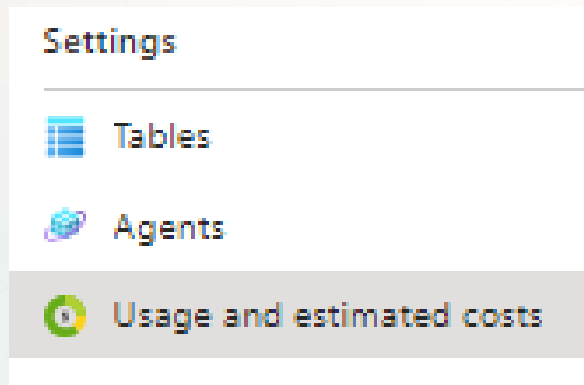 Settings
Tables
Agents
Usage and estimated costs